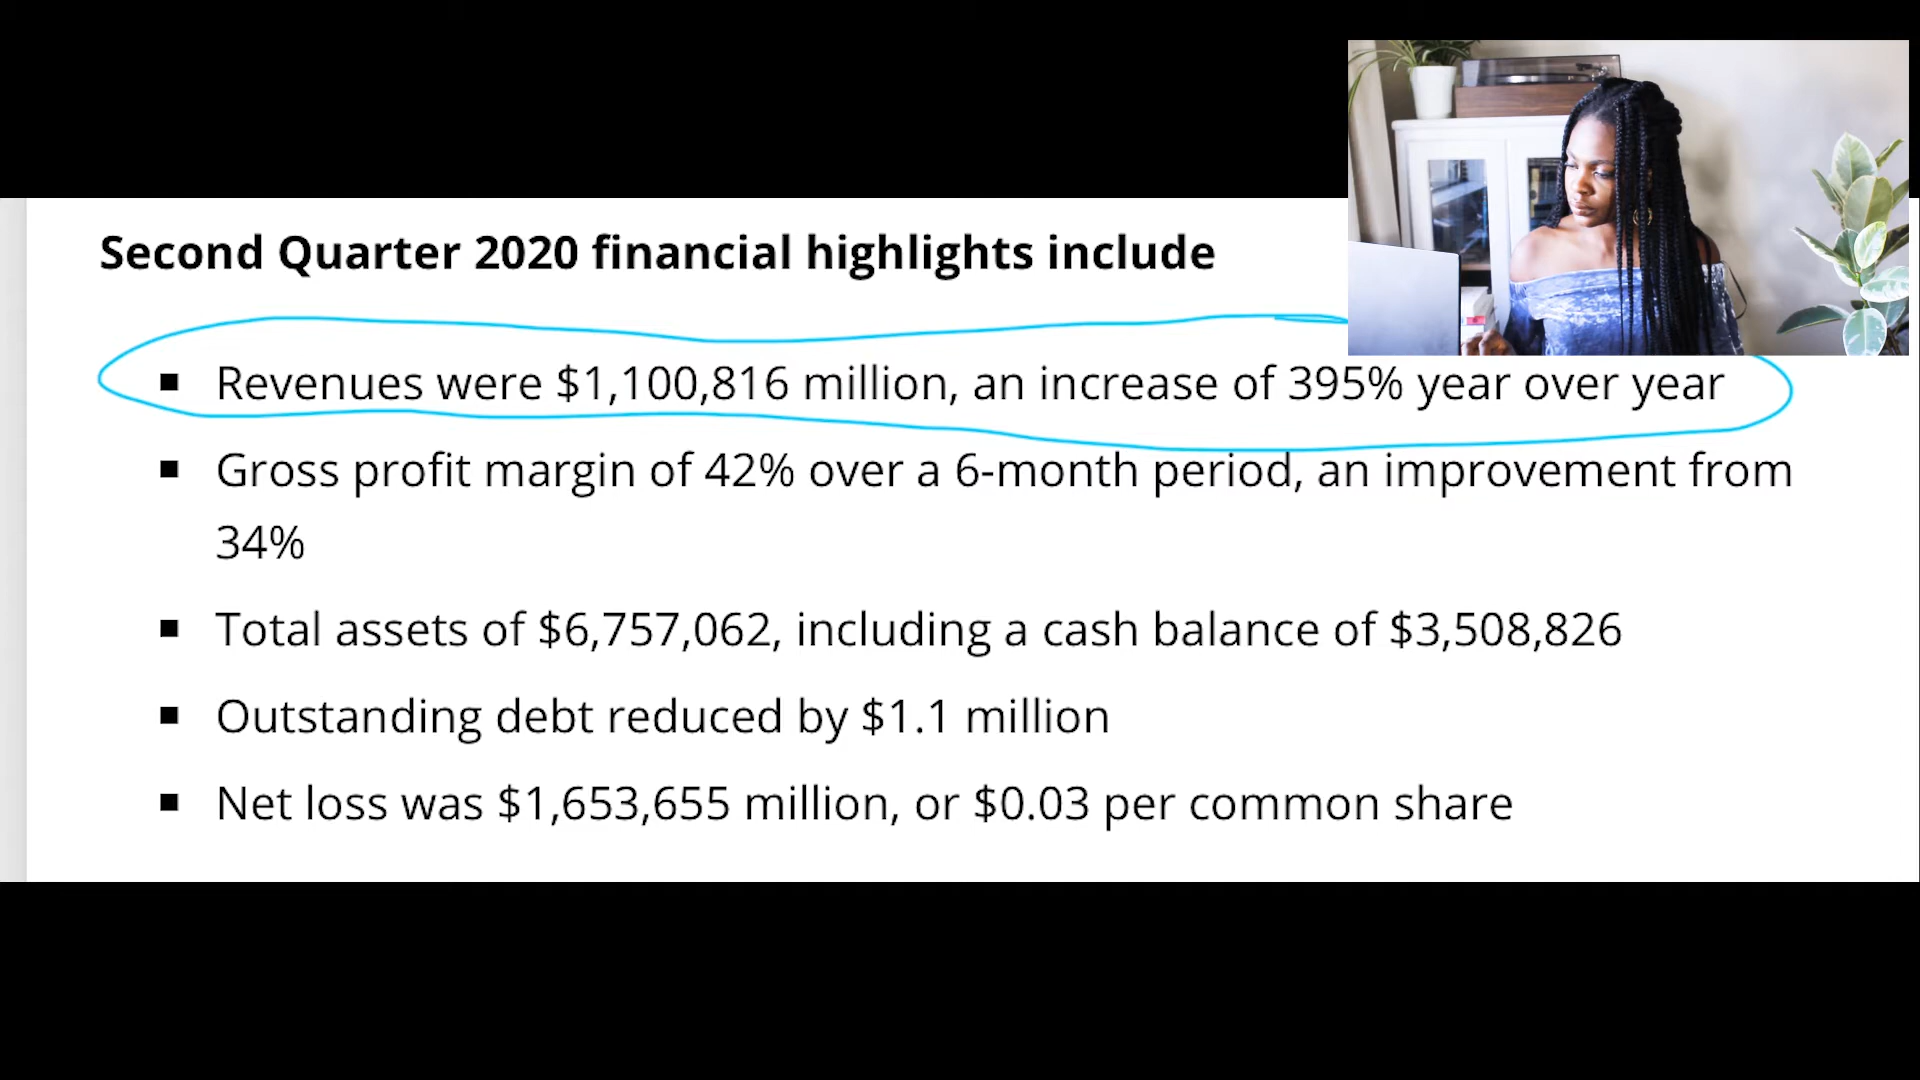 Second Quarter 2020 financial highlights include
▪ Revenues were $1,100,816 million, an increase of 395% year over year
▪ Gross profit margin of 42% over a 6-month period, an improvement from
34%
▪ Total assets of $6,757,062, including a cash balance of $3,508,826
▪ Outstanding debt reduced by $1.1 million
▪ Net loss was $1,653,655 million, or $0.03 per common share